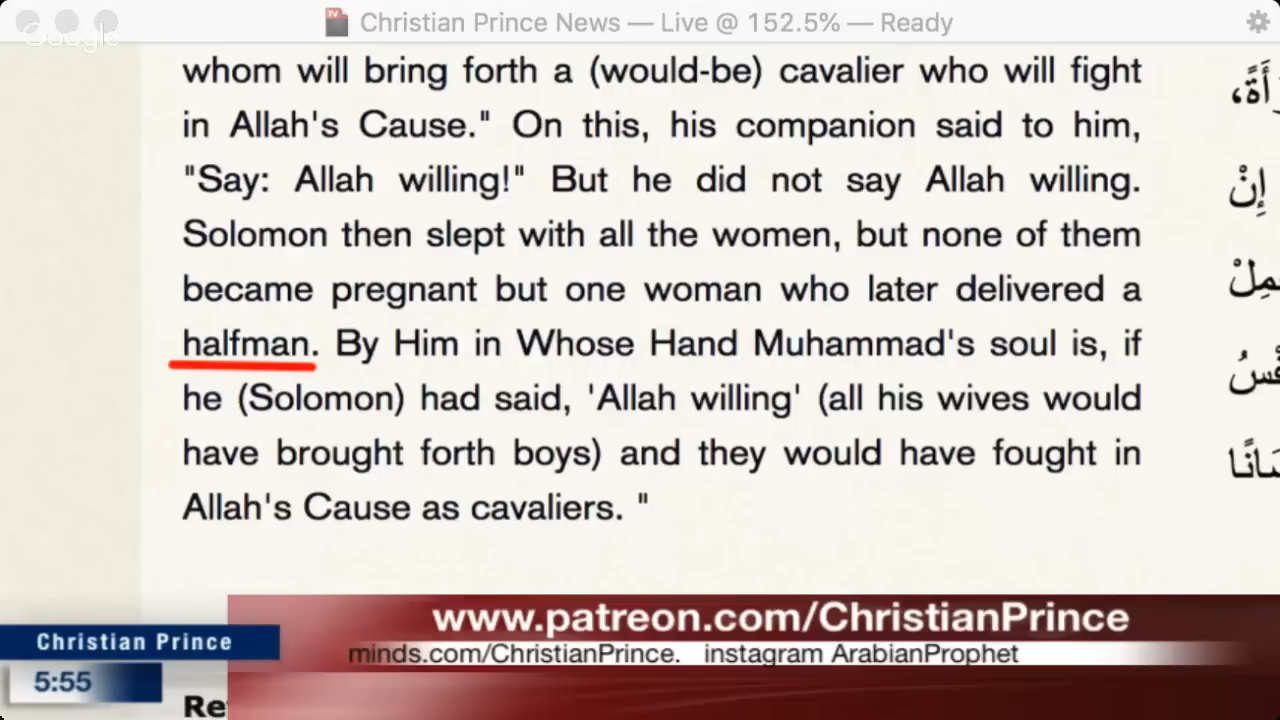 Christian Prince News — Live @ 152.5% — Ready
Google
whom will bring forth a (would-be) cavalier who will fight
in Allah's Cause." On this, his companion said to him,
"Say: Allah willing!" But he did not say Allah willing.
Solomon then slept with all the women, but none of them
became pregnant but one woman who later delivered a
halfman. By Him in Whose Hand Muhammad's soul is, if
he (Solomon) had said, 'Allah willing' (all his wives would
have brought forth boys) and they would have fought in
Allah's Cause as cavaliers. "
إِنْ
www.patreon.com/ChristianPrince
Christian Prince
minds.com/ChristianPrince. instagram ArabianProphet
5:55